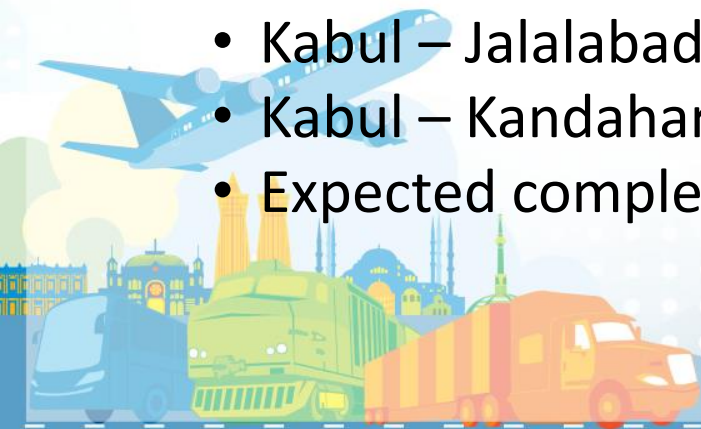 • Kabul – Jalalabad
• Kabul – Kandahar
• Expected comple